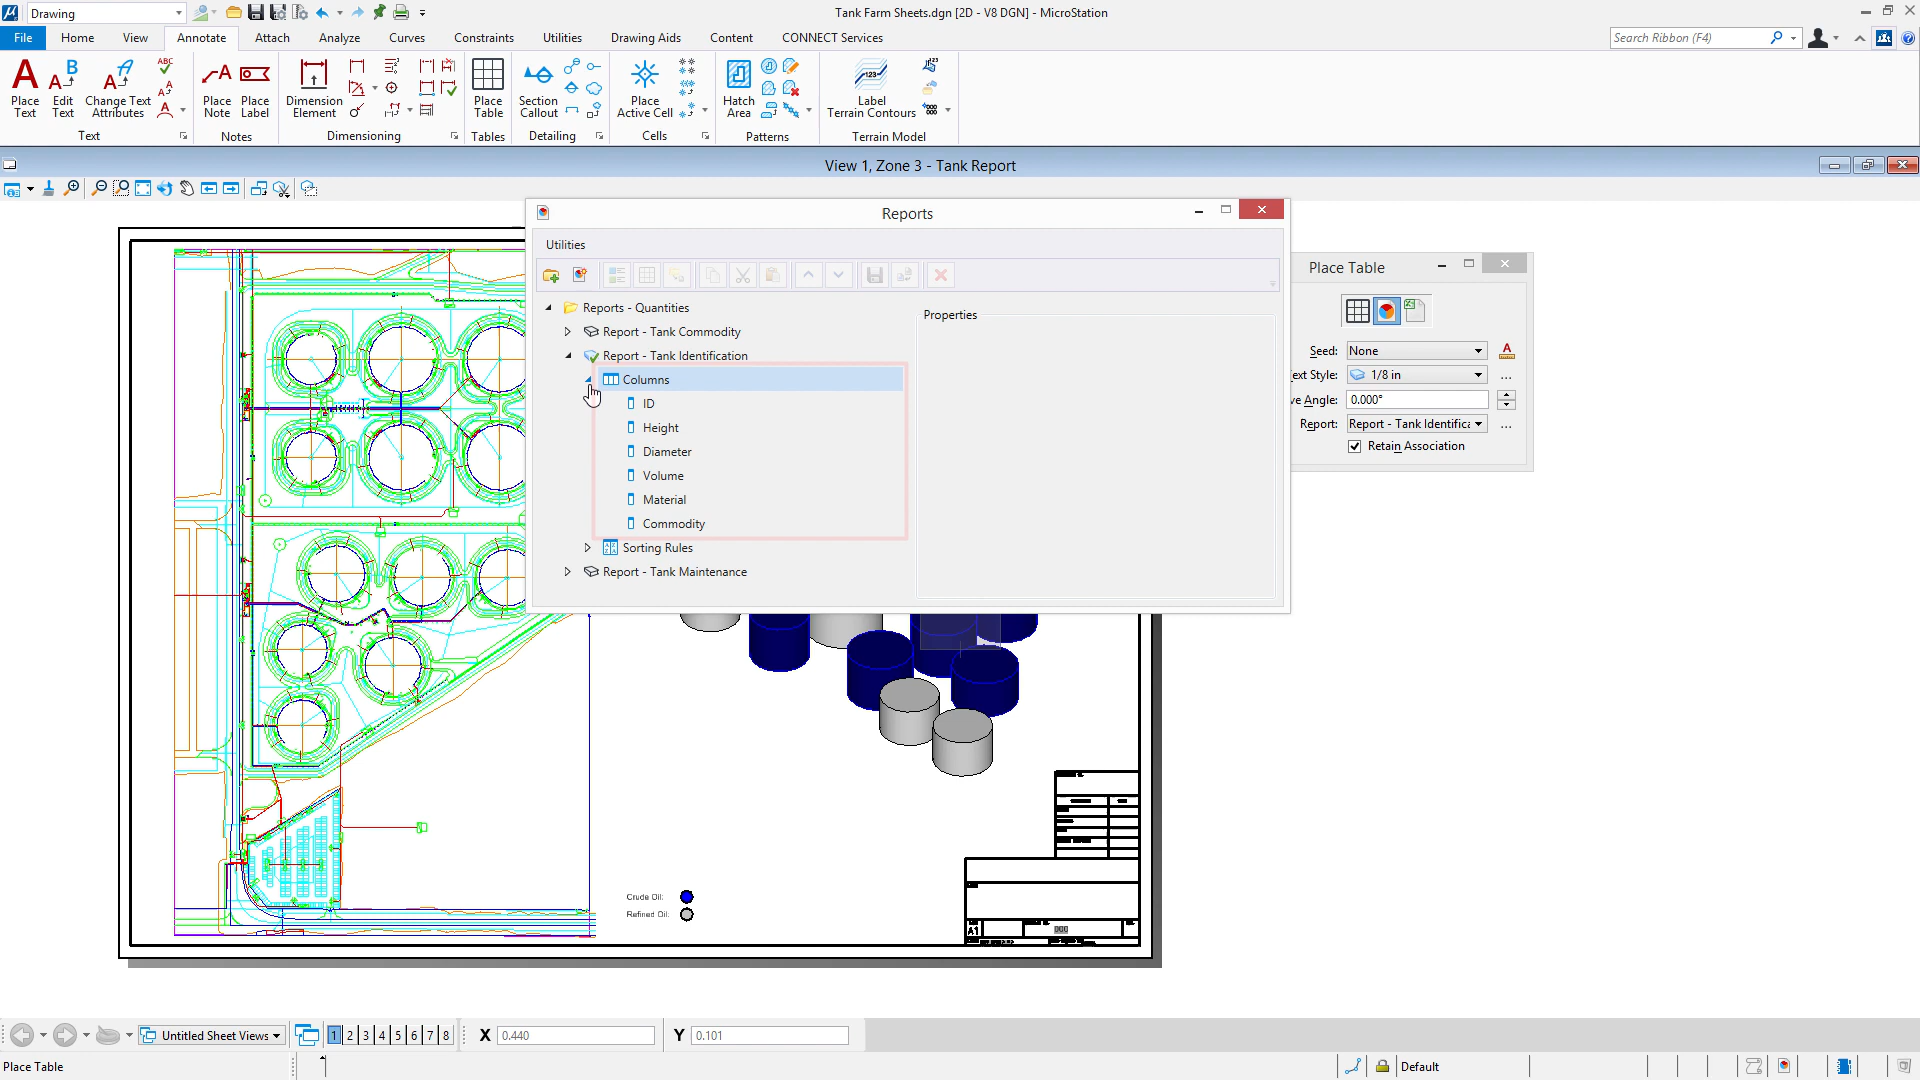 Drawing
Tank Farm Sheets.dgn [2D - V8 DGN] - MicroStation
File Home View Annotate Attach Analyze Curves Constraints Utilities Drawing Aids Content CONNECT Services
Search Ribbon (F4)
Place Text
Edit Text
Change Text Attributes
Place Note
Place Label
Dimension Element
Place Table
Section Callout
Place Active Cell
Hatch Area
Label Terrain Contours
Text Notes Dimensioning Tables Detailing Cells Patterns Terrain Model
View 1, Zone 3 - Tank Report
Reports
Utilities
Reports - Quantities
Report - Tank Commodity
Report - Tank Identification
Columns
ID
Height
Diameter
Volume
Material
Commodity
Sorting Rules
Report - Tank Maintenance
Properties
Place Table
Seed: None
ext Style: 1/8 in
ve Angle: 0.000°
Report: Report - Tank Identifica
Retain Association
Crude Oil:
Refined Oil:
A1
000
Untitled Sheet Views 1 2 3 4 5 6 7 8 X 0.440 Y 0.101
Place Table
Default